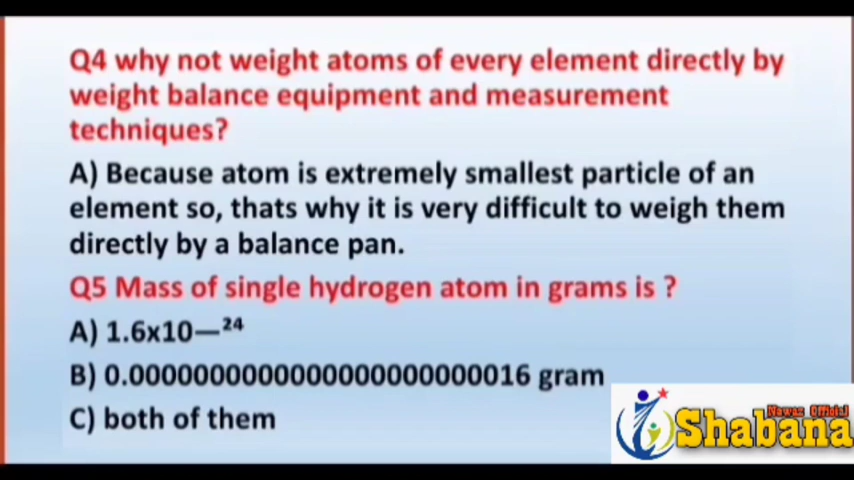 Q4 why not weight atoms of every element directly by
weight balance equipment and measurement
techniques?
A) Because atom is extremely smallest particle of an
element so, thats why it is very difficult to weigh them
directly by a balance pan.
Q5 Mass of single hydrogen atom in grams is ?
A) 1.6x10—²⁴
B) 0.0000000000000000000000016 gram
C) both of them
Nawaz Official
Shabana